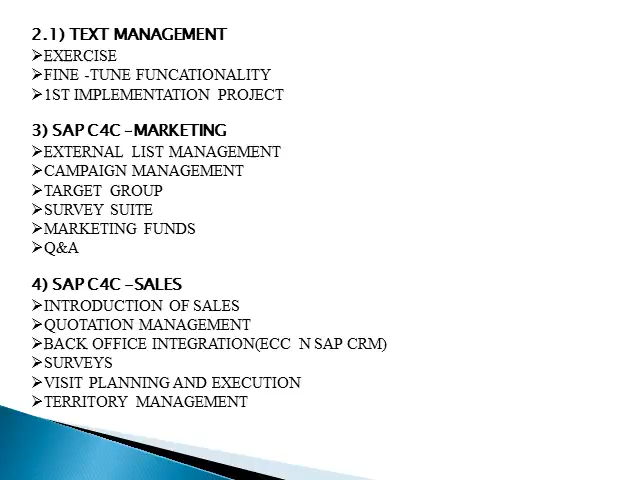 2.1) TEXT MANAGEMENT
➢EXERCISE
➢FINE -TUNE FUNCATIONALITY
➢1ST IMPLEMENTATION PROJECT
3) SAP C4C –MARKETING
➢EXTERNAL LIST MANAGEMENT
➢CAMPAIGN MANAGEMENT
➢TARGET GROUP
➢SURVEY SUITE
➢MARKETING FUNDS
➢Q&A
4) SAP C4C –SALES
➢INTRODUCTION OF SALES
➢QUOTATION MANAGEMENT
➢BACK OFFICE INTEGRATION(ECC N SAP CRM)
➢SURVEYS
➢VISIT PLANNING AND EXECUTION
➢TERRITORY MANAGEMENT